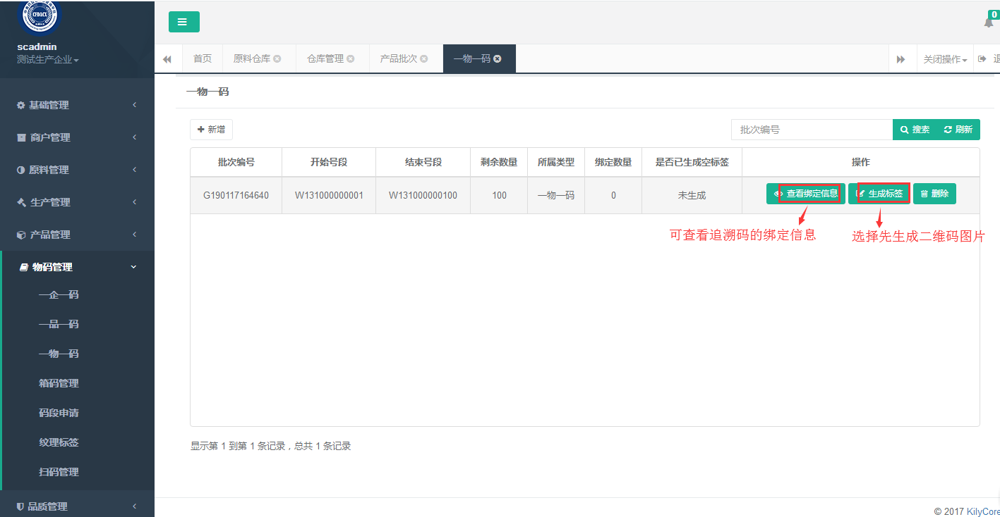 CFDACX
scadmin
测试生产企业
基础管理
商户管理
原料管理
生产管理
产品管理
物码管理
一企一码
一品一码
一物一码
箱码管理
码段申请
纹理标签
扫码管理
品质管理
0
首页
原料仓库
仓库管理
产品批次
一物一码
关闭操作
一物一码
新增
批次编号
搜索
刷新
批次编号 开始号段 结束号段 剩余数量 所属类型 绑定数量 是否已生成空标签 操作
G190117164640 W131000000001 W131000000100 100 一物一码 0 未生成 查看绑定信息 生成标签 删除
可查看追溯码的绑定信息
选择先生成二维码图片
显示第 1 到第 1 条记录，总共 1 条记录
© 2017 KilyCore